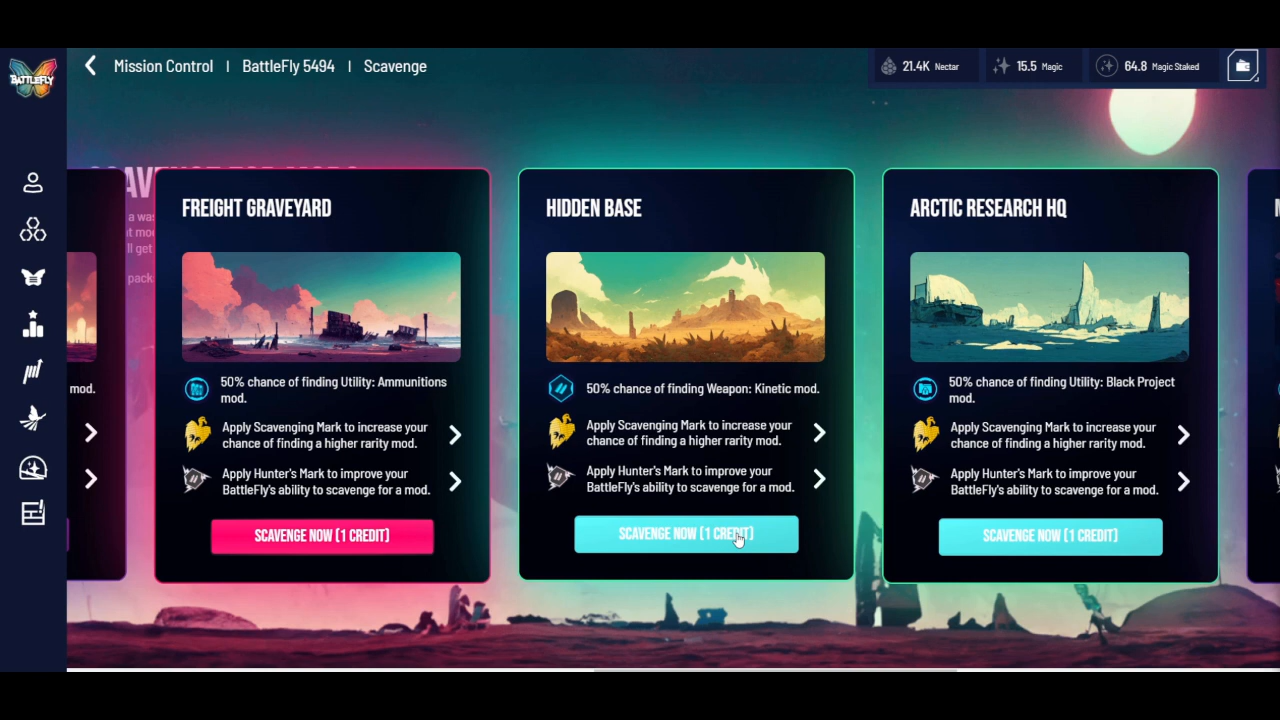 BATTLEFLY
Mission Control | BattleFly 5494 | Scavenge
21.4K Nectar
15.5 Magic
64.8 Magic Staked
a was
ll get
pack
mod.
FREIGHT GRAVEYARD
50% chance of finding Utility: Ammunitions
mod.
Apply Scavenging Mark to increase your
chance of finding a higher rarity mod.
Apply Hunter's Mark to improve your
BattleFly's ability to scavenge for a mod.
SCAVENGE NOW (1 CREDIT)
HIDDEN BASE
50% chance of finding Weapon: Kinetic mod.
Apply Scavenging Mark to increase your
chance of finding a higher rarity mod.
Apply Hunter's Mark to improve your
BattleFly's ability to scavenge for a mod.
SCAVENGE NOW (1 CREDIT)
ARCTIC RESEARCH HQ
50% chance of finding Utility: Black Project
mod.
Apply Scavenging Mark to increase your
chance of finding a higher rarity mod.
Apply Hunter's Mark to improve your
BattleFly's ability to scavenge for a mod.
SCAVENGE NOW (1 CREDIT)